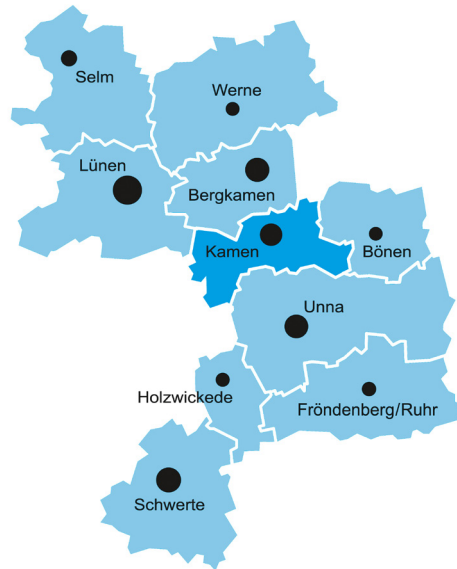 Selm
Werne
Lünen
Bergkamen
Kamen
Bönen
Unna
Holzwickede
Fröndenberg/Ruhr
Schwerte